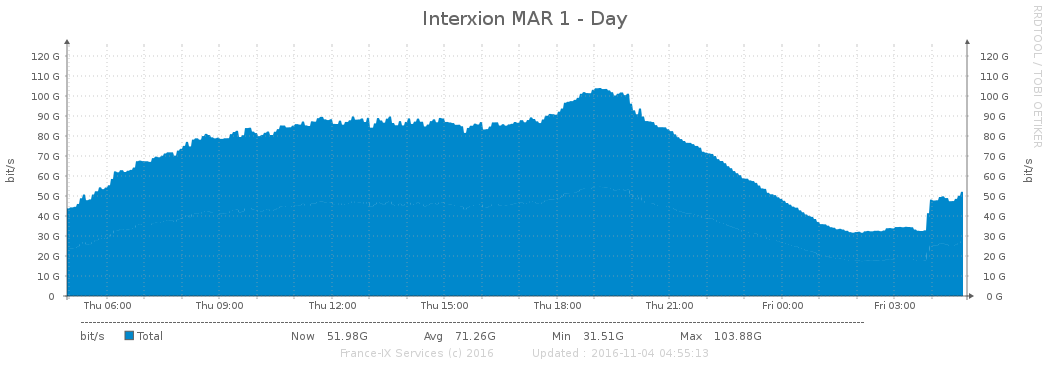 Interxion MAR 1 - Day
RRDTOOL / TOBI OETIKER
120 G 120 G
110 G 110 G
100 G 100 G
90 G 90 G
80 G 80 G
70 G 70 G
60 G 60 G
50 G 50 G
40 G 40 G
30 G 30 G
20 G 20 G
10 G 10 G
0 0 G
bit/s
bit/s
Thu 06:00 Thu 09:00 Thu 12:00 Thu 15:00 Thu 18:00 Thu 21:00 Fri 00:00 Fri 03:00
bit/s Total Now 51.98G Avg 71.26G Min 31.51G Max 103.88G
France-IX Services (c) 2016 Updated : 2016-11-04 04:55:13